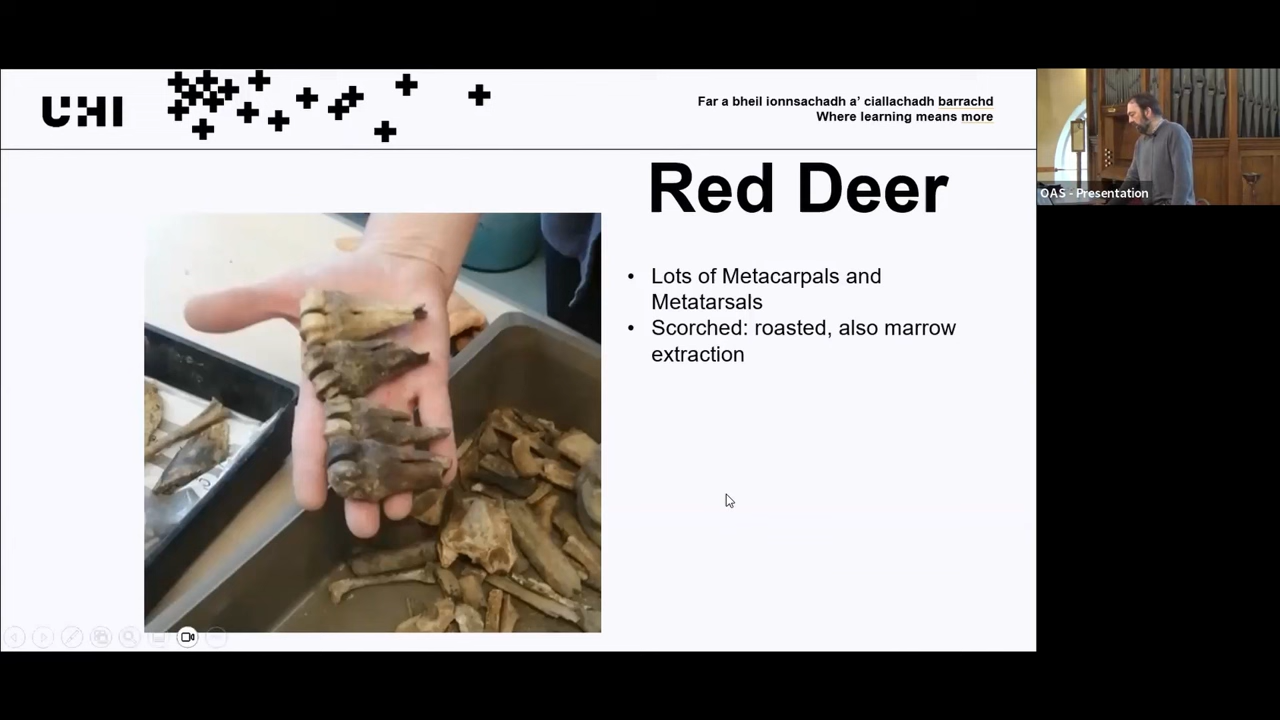 UHI
Far a bheil ionnsachadh a’ ciallachadh barrachd
Where learning means more
OAS - Presentation
Red Deer
• Lots of Metacarpals and
Metatarsals
• Scorched: roasted, also marrow
extraction